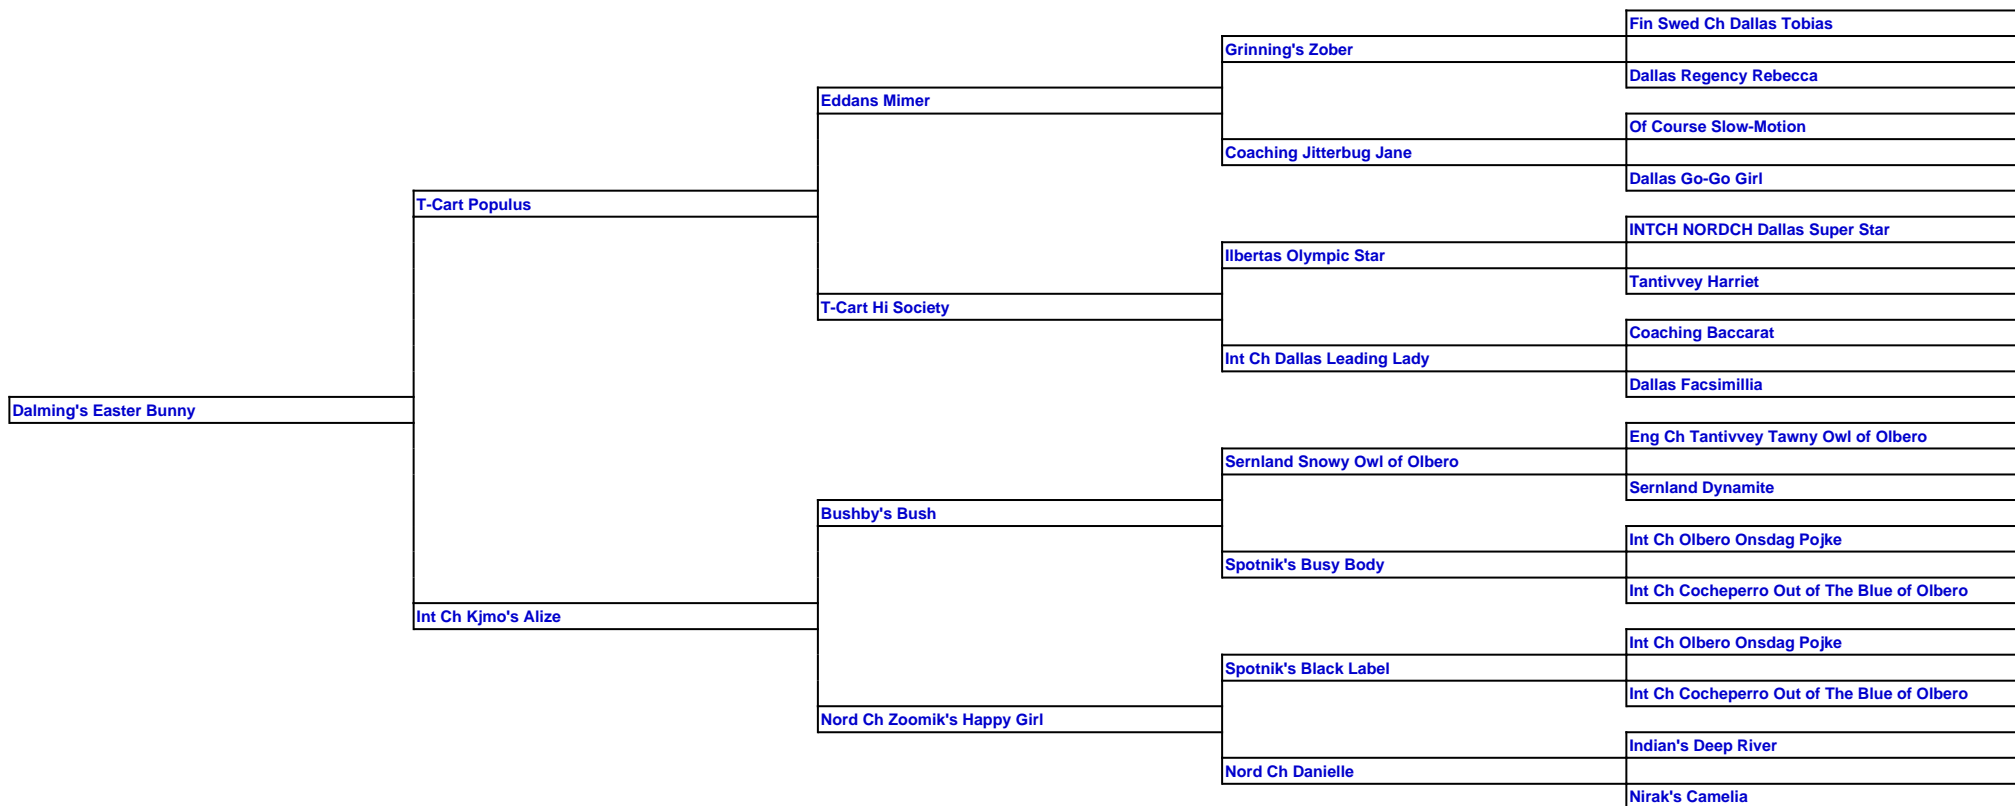 Fin Swed Ch Dallas Tobias
Grinning's Zober
Dallas Regency Rebecca
Eddans Mimer
Of Course Slow-Motion
Coaching Jitterbug Jane
Dallas Go-Go Girl
T-Cart Populus
INTCH NORDCH Dallas Super Star
Ilbertas Olympic Star
Tantivvey Harriet
T-Cart Hi Society
Coaching Baccarat
Int Ch Dallas Leading Lady
Dallas Facsimillia
Dalming's Easter Bunny
Eng Ch Tantivvey Tawny Owl of Olbero
Sernland Snowy Owl of Olbero
Sernland Dynamite
Bushby's Bush
Int Ch Olbero Onsdag Pojke
Spotnik's Busy Body
Int Ch Cocheperro Out of The Blue of Olbero
Int Ch Kjmo's Alize
Int Ch Olbero Onsdag Pojke
Spotnik's Black Label
Int Ch Cocheperro Out of The Blue of Olbero
Nord Ch Zoomik's Happy Girl
Indian's Deep River
Nord Ch Danielle
Nirak's Camelia